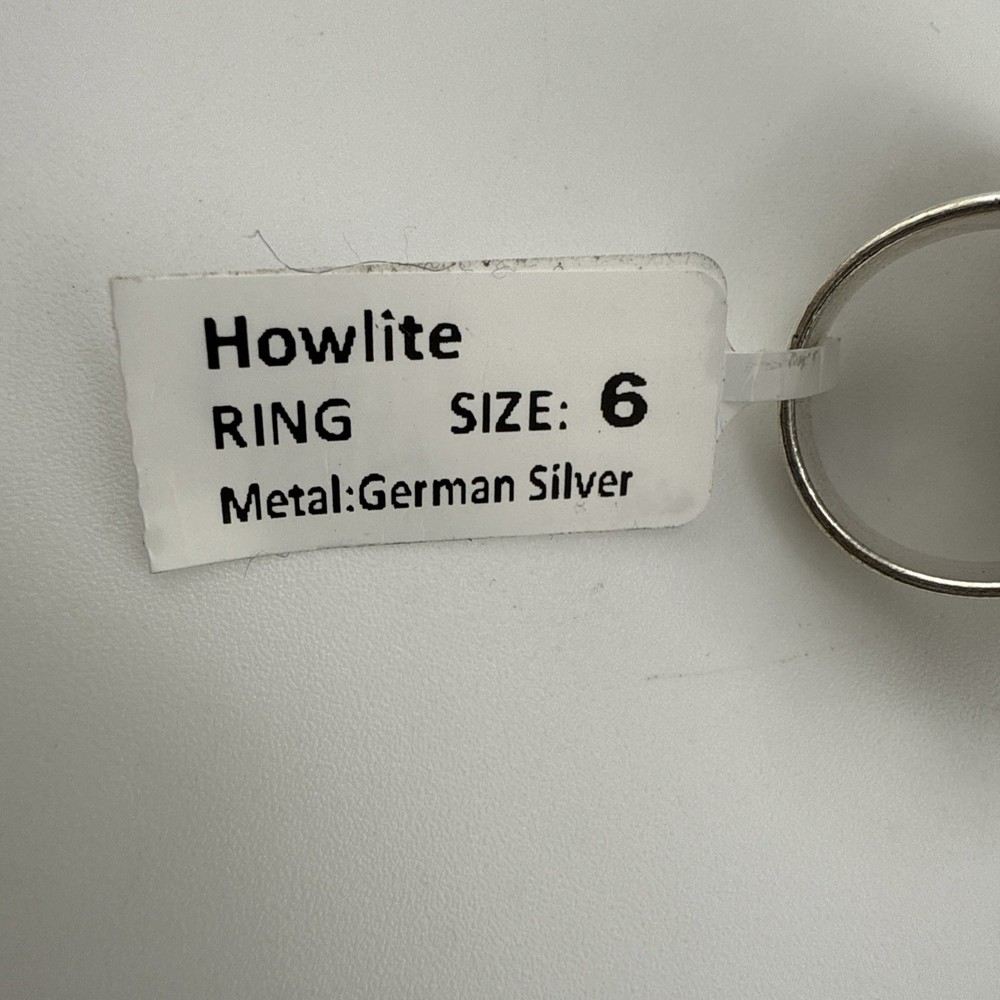 Howlite
RING SIZE: 6
Metal:German Silver